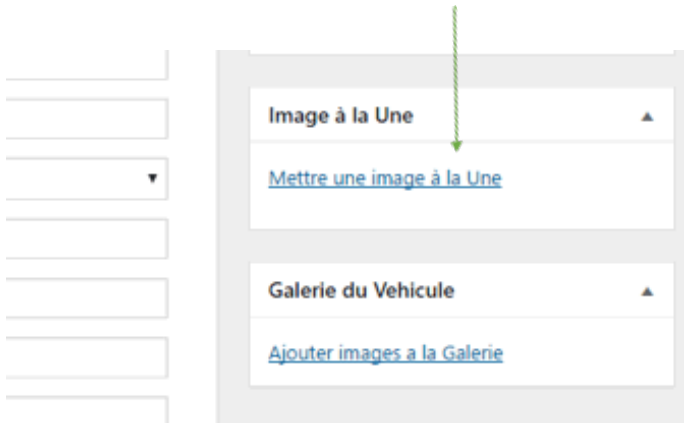 Image à la Une
Mettre une image à la Une
Galerie du Vehicule
Ajouter images a la Galerie